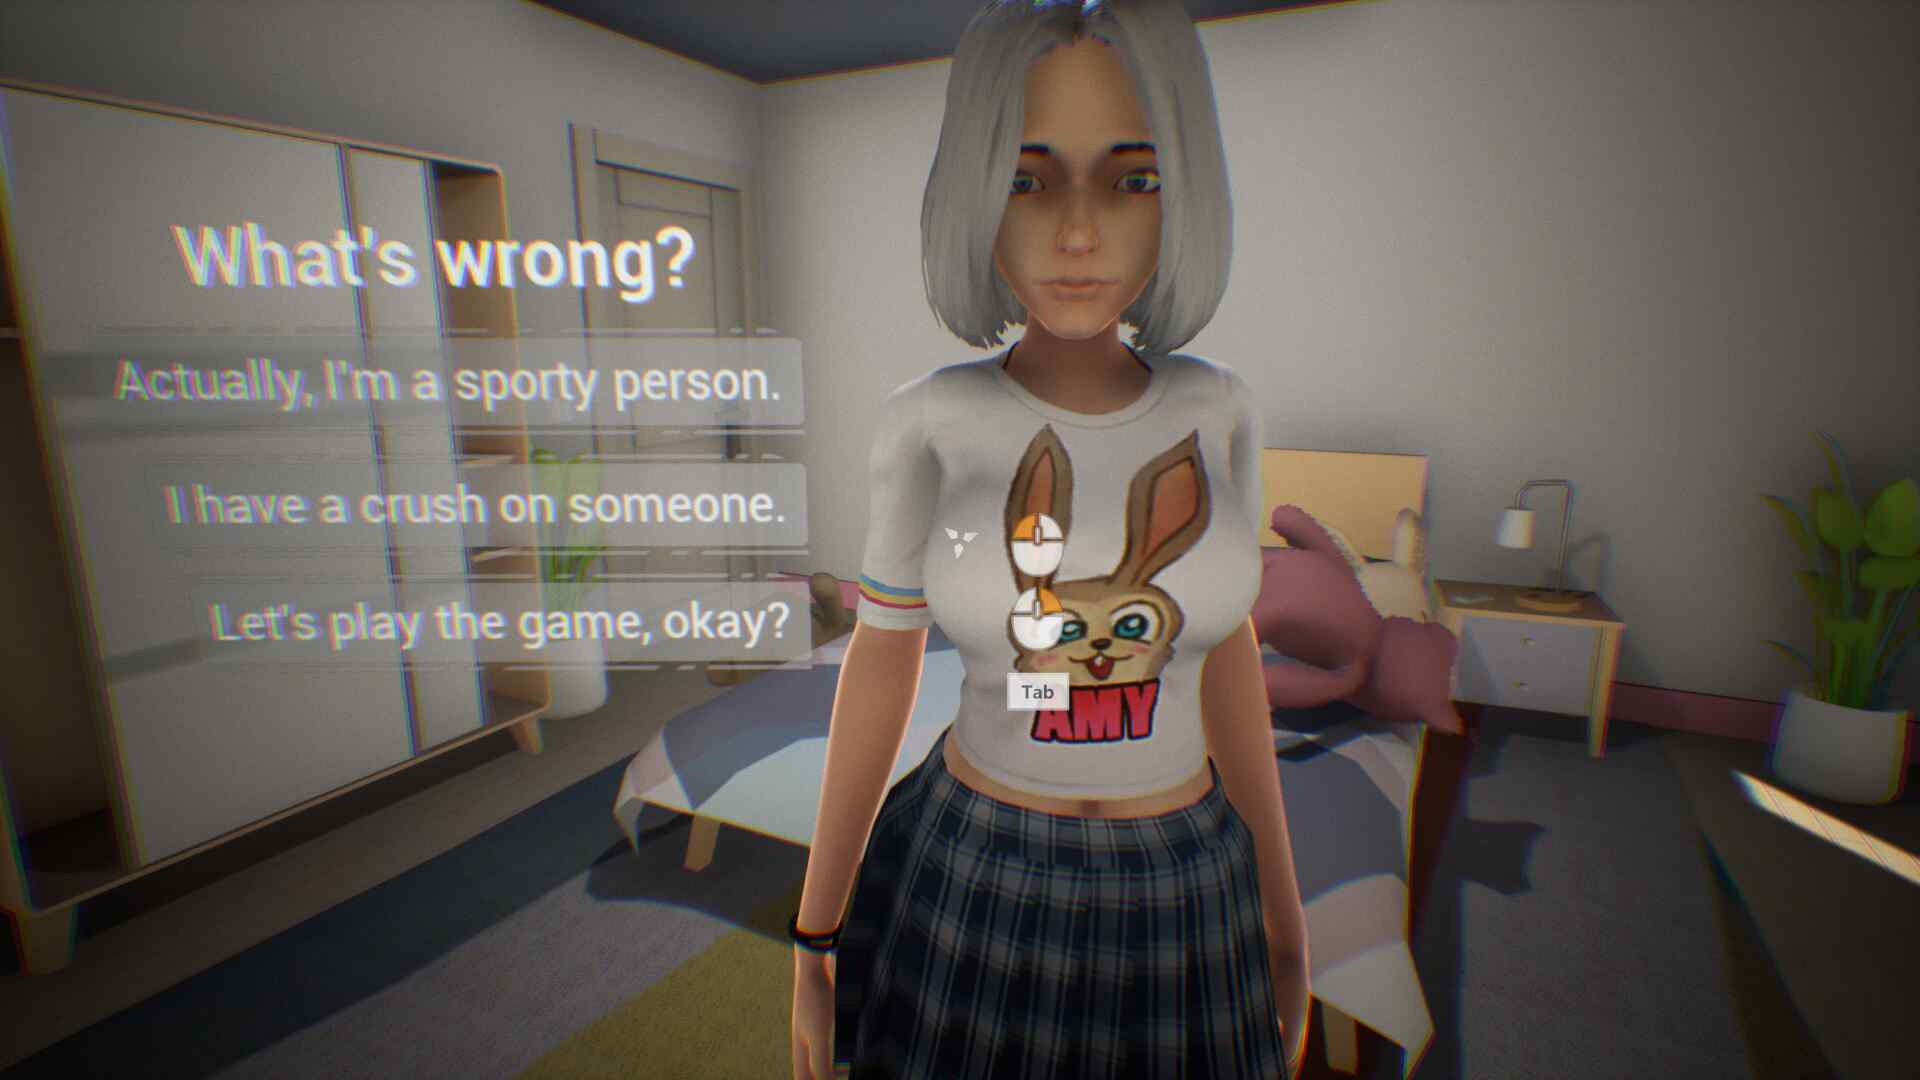 What's wrong?
Actually, I'm a sporty person.
I have a crush on someone.
Let's play the game, okay?
Tab
AMY